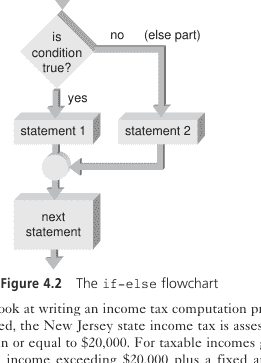 is
condition
true?
no (else part)
yes
statement 1
statement 2
next
statement
Figure 4.2 The if-else flowchart
ook at writing an income tax computation pr
ed, the New Jersey state income tax is asses
n or equal to $20,000. For taxable incomes g
income exceeding $20,000 plus a fixed am